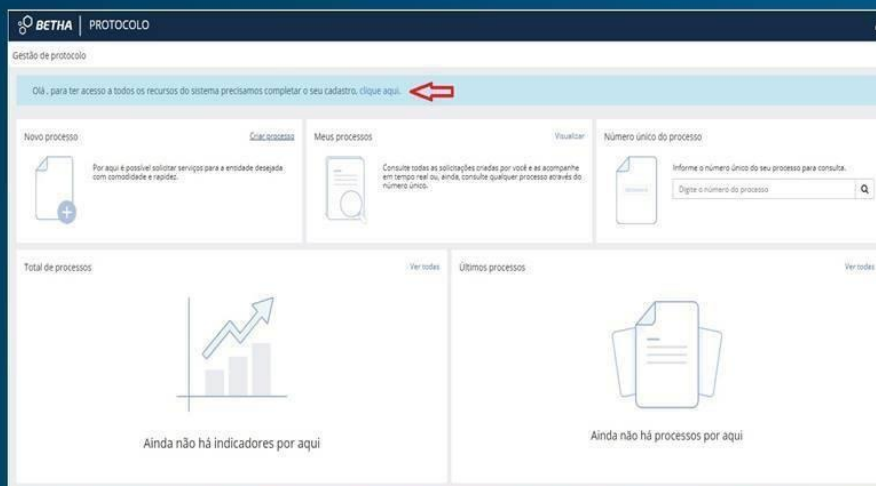 BETHA | PROTOCOLO
Gestão de protocolo
Olá , para ter acesso a todos os recursos do sistema precisamos completar o seu cadastro, clique aqui.
Novo processo
Criar processo
Por aqui é possível solicitar serviços para a entidade desejada
com comodidade e rapidez.
Meus processos
Visualizar
Consulte todas as solicitações criadas por você e as acompanhe
em tempo real ou, ainda, consulte qualquer processo através do
número único.
Número único do processo
Informe o número único do seu processo para consulta.
Digite o número do processo
Total de processos
Ver todas
Ainda não há indicadores por aqui
Últimos processos
Ver todas
Ainda não há processos por aqui